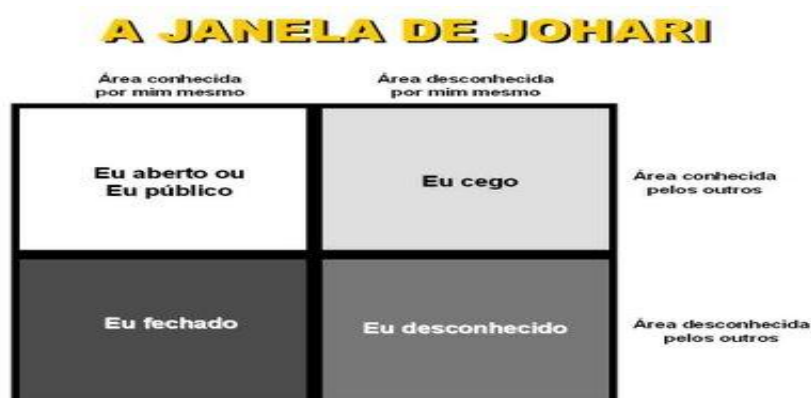 A JANELA DE JOHARI
Área conhecida
por mim mesmo
Área desconhecida
por mim mesmo
Eu aberto ou
Eu público
Eu cego
Área conhecida
pelos outros
Eu fechado
Eu desconhecido
Área desconhecida
pelos outros